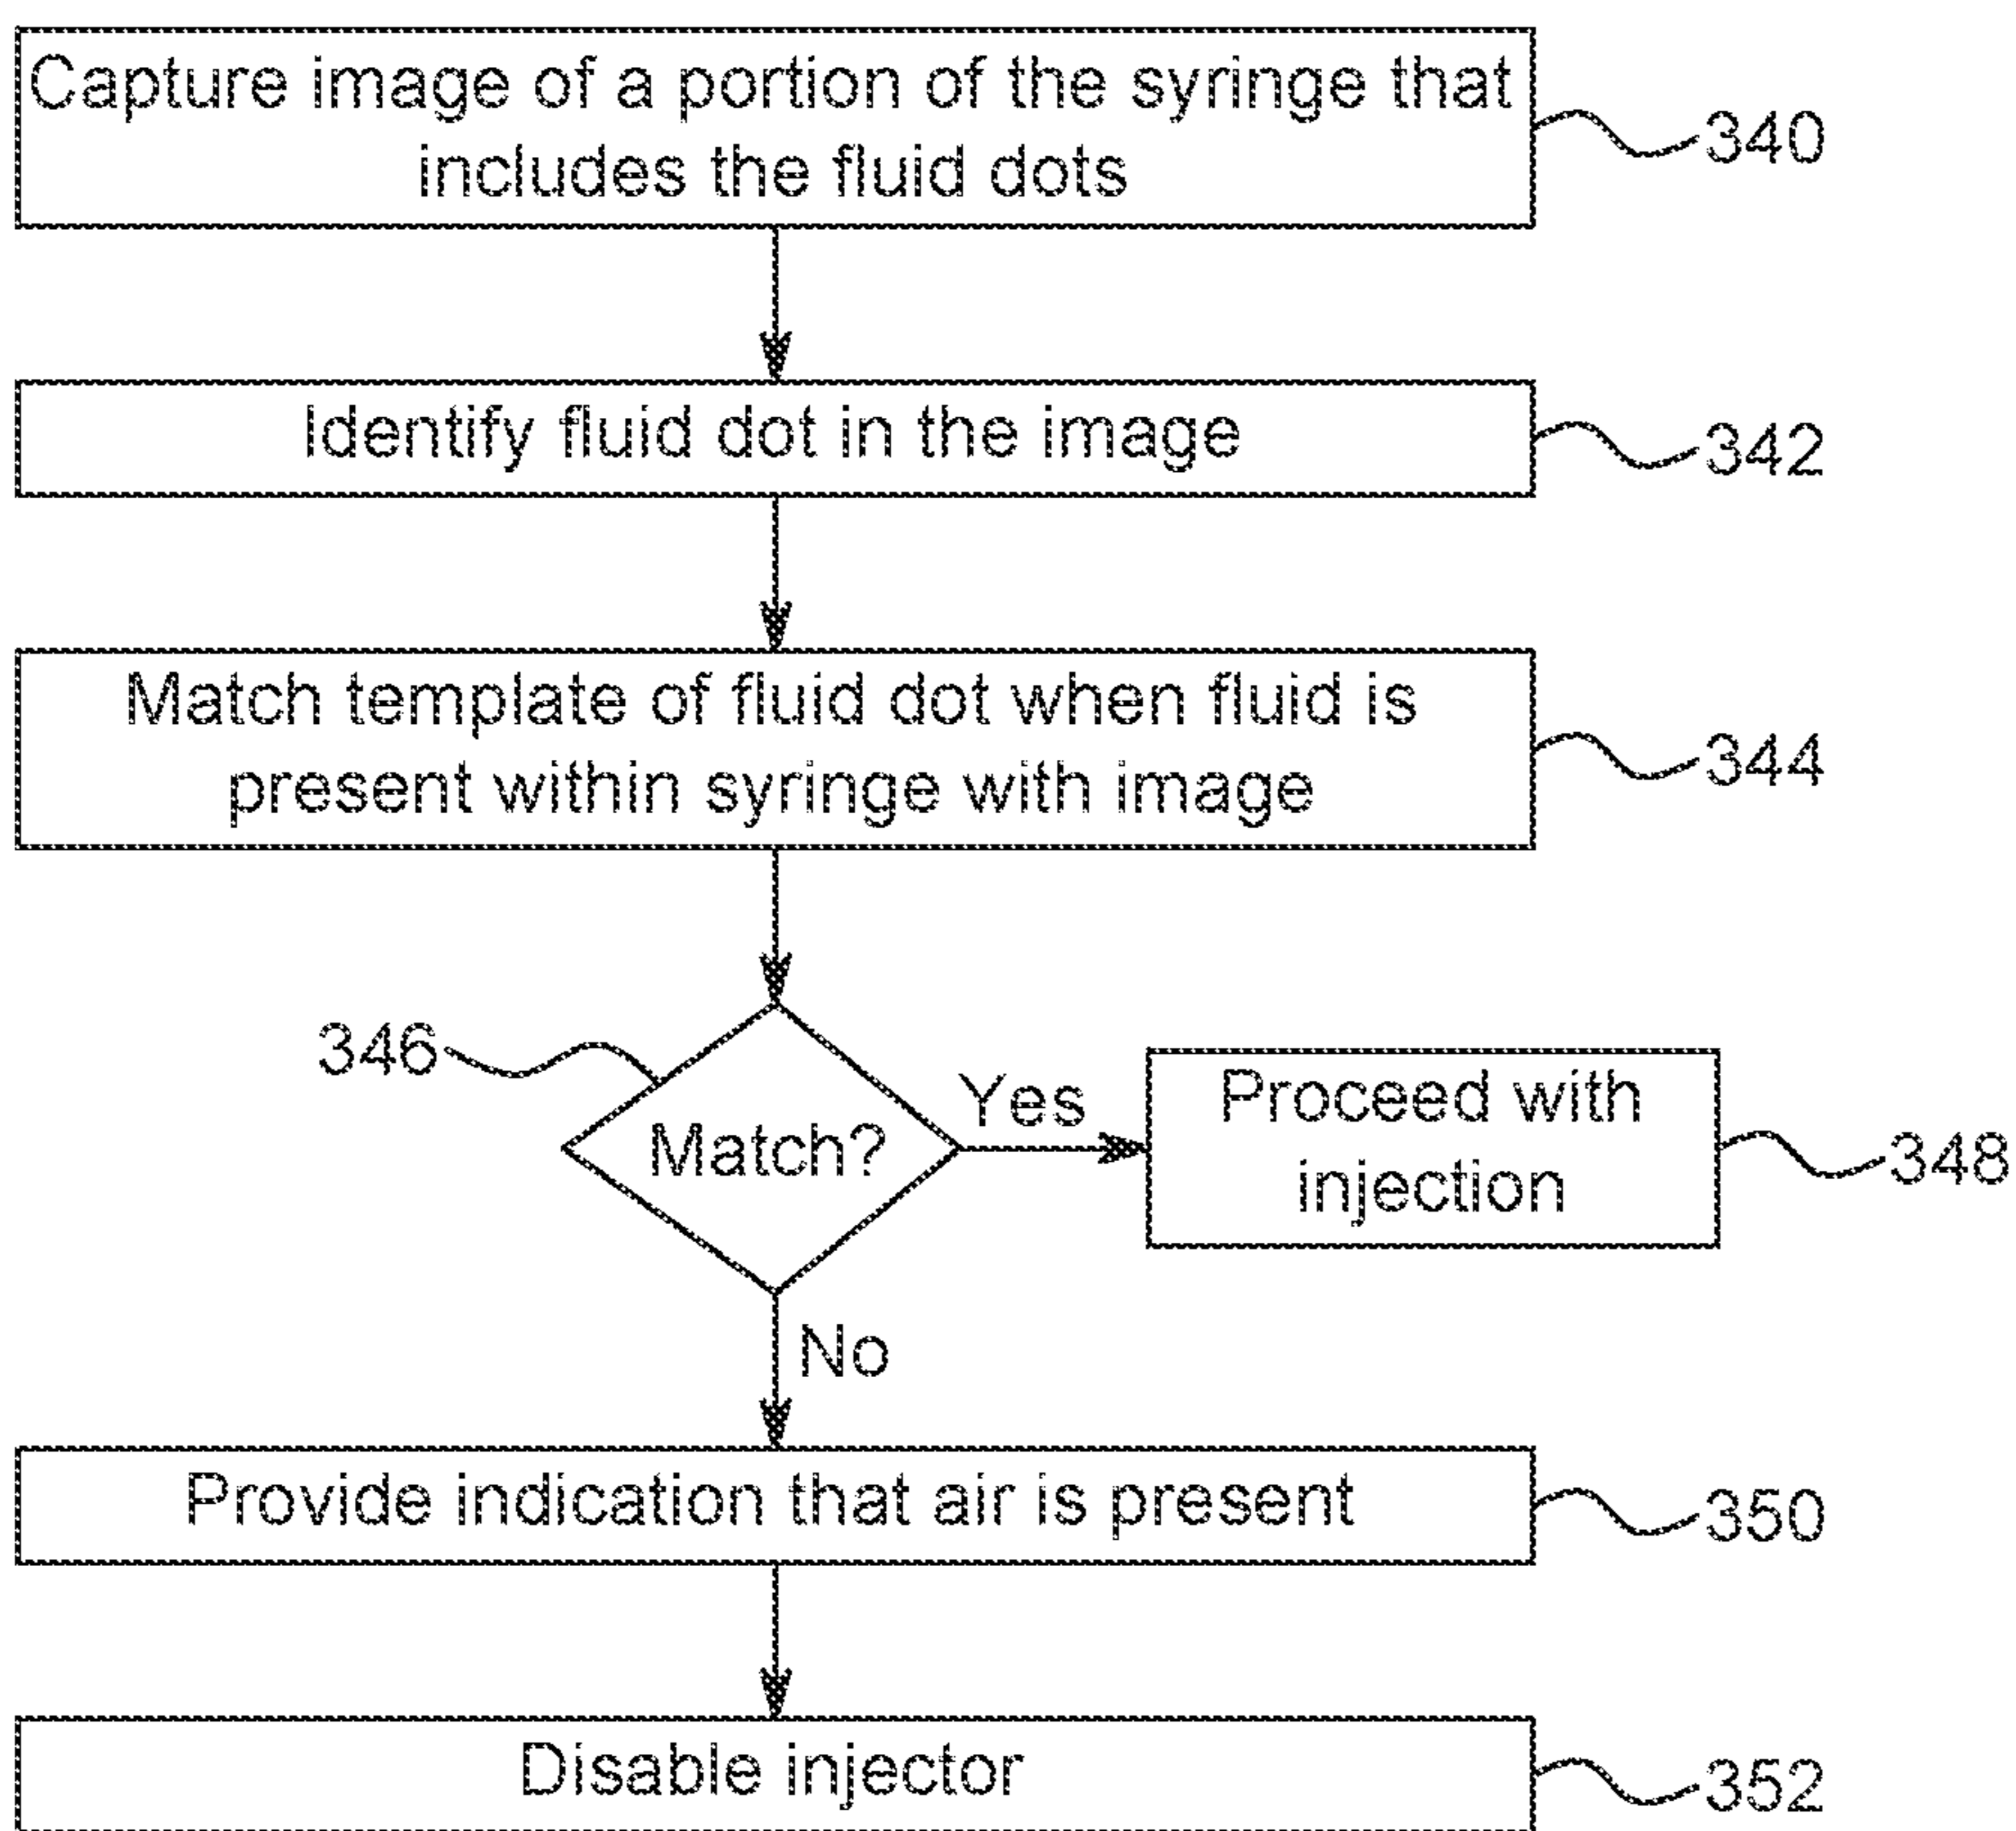 Capture image of a portion of the syringe that
includes the fluid dots
340
Identify fluid dot in the image
342
Match template of fluid dot when fluid is
present within syringe with image
344
346
Match?
Yes
Proceed with
injection
348
No
Provide indication that air is present
350
Disable injector
352